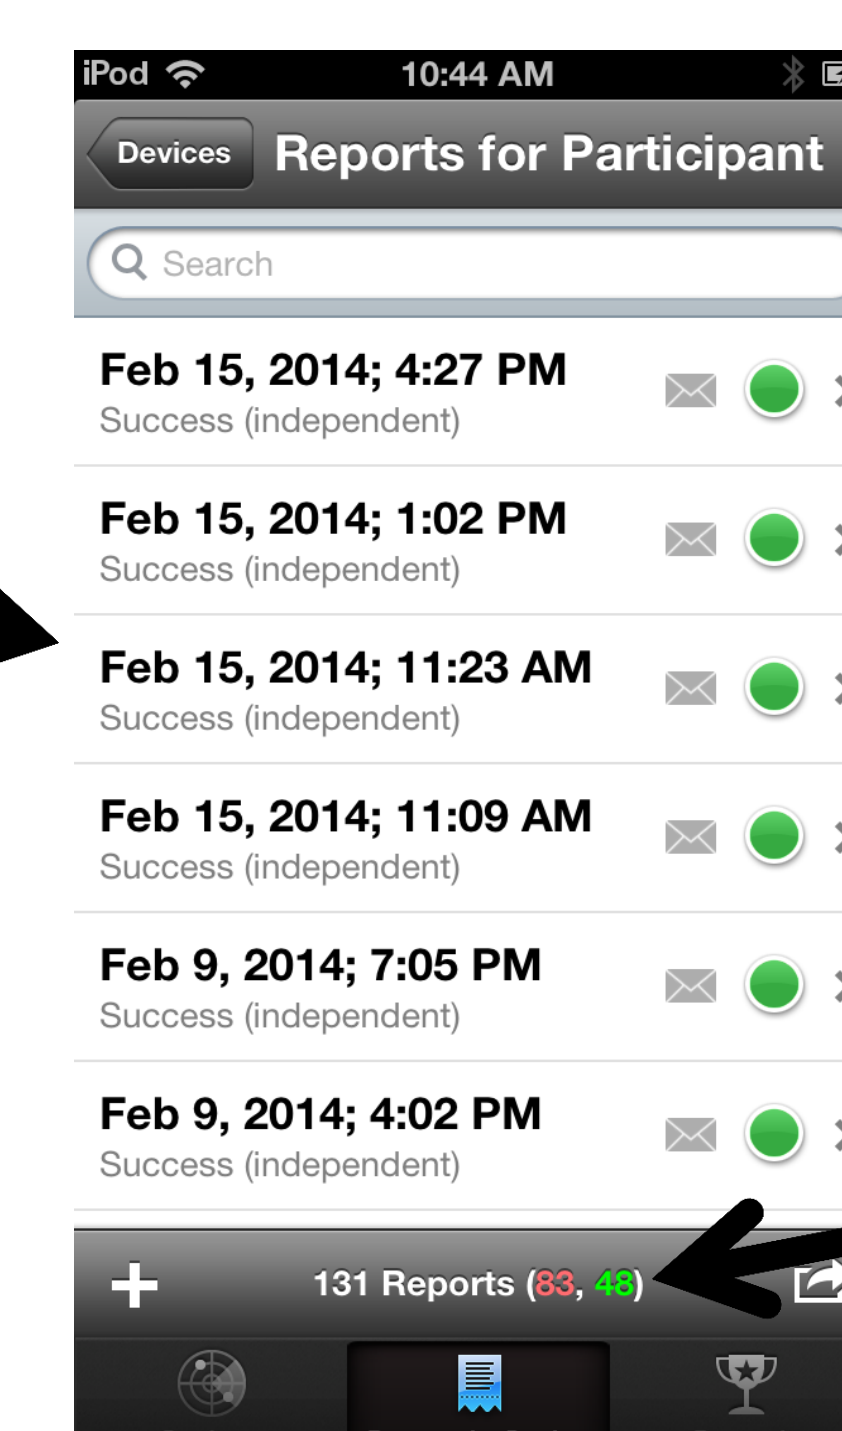 iPod 10:44 AM
Devices Reports for Participant
Search
Feb 15, 2014; 4:27 PM
Success (independent)
Feb 15, 2014; 1:02 PM
Success (independent)
Feb 15, 2014; 11:23 AM
Success (independent)
Feb 15, 2014; 11:09 AM
Success (independent)
Feb 9, 2014; 7:05 PM
Success (independent)
Feb 9, 2014; 4:02 PM
Success (independent)
131 Reports (83, 48)